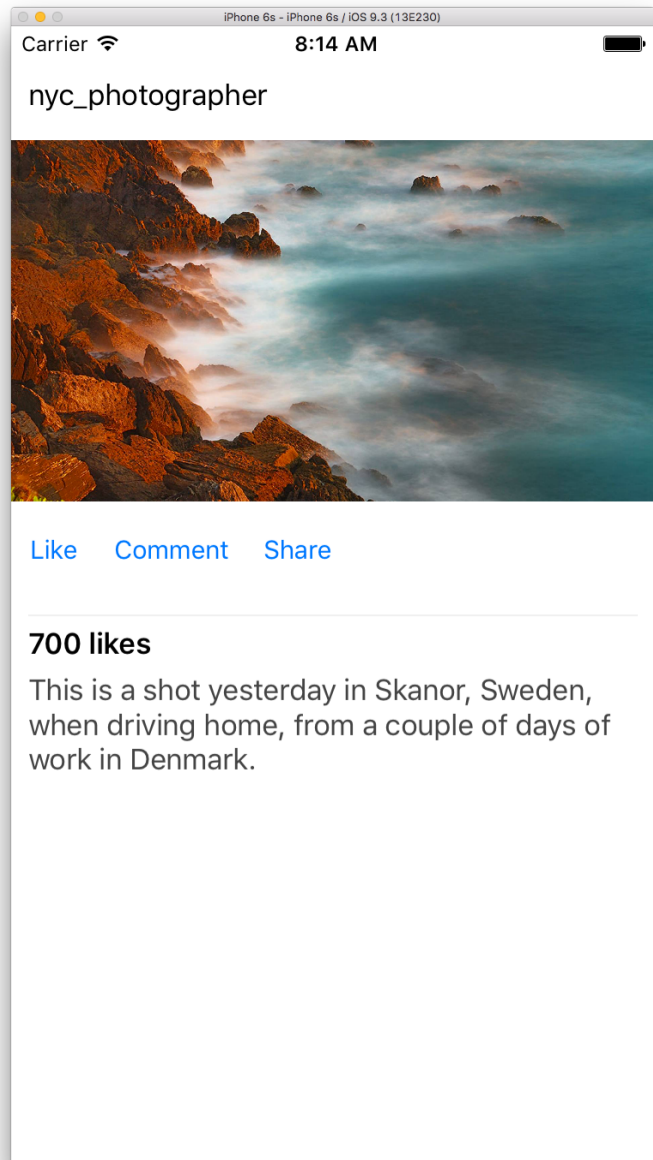 iPhone 6s - iPhone 6s / iOS 9.3 (13E230)
Carrier 8:14 AM
nyc_photographer
Like Comment Share
700 likes
This is a shot yesterday in Skanor, Sweden,
when driving home, from a couple of days of
work in Denmark.